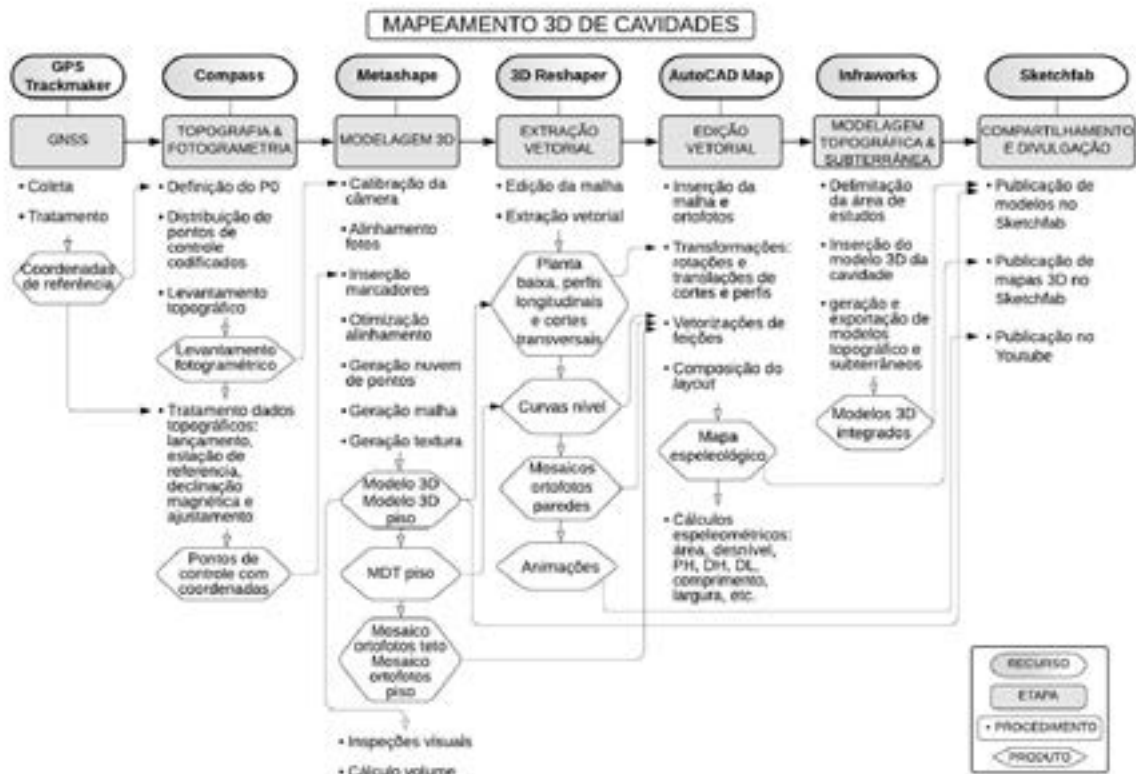 MAPEAMENTO 3D DE CAVIDADES
GPS
Trackmaker
GNSS
• Coleta
• Tratamento
Coordenadas
de referência
Compass
TOPOGRAFIA &
FOTOGRAMETRIA
• Definição do P0
• Distribuição de
pontos de
controle
codificados
• Levantamento
topográfico
Levantamento
fotogramétrico
• Tratamento dados
topográficos:
lançamento,
estação de
referencia,
declinação
magnética e
ajustamento
Pontos de
controle com
coordenadas
Metashape
MODELAGEM 3D
• Calibração da
câmera
• Alinhamento
fotos
• Inserção
marcadores
• Otimização
alinhamento
• Geração nuvem
de pontos
• Geração malha
• Geração textura
Modelo 3D
Modelo 3D
piso
MDT piso
Mosaico
ortofotos teto
Mosaico
ortofotos
piso
• Inspeções visuais
• Cálculo volume
3D Reshaper
EXTRAÇÃO
VETORIAL
• Edição da malha
• Extração vetorial
Planta
baixa, perfis
longitudinais
e cortes
transversais
Curvas nível
Mosaicos
ortofotos
paredes
Animações
AutoCAD Map
EDIÇÃO
VETORIAL
• Inserção da
malha e
ortofotos
• Transformações:
rotações e
translações de
cortes e perfis
• Vetorizações de
feições
• Composição do
layout
Mapa
espeleológico
• Cálculos
espeleométricos:
área, desnível,
PH, DH, DL,
comprimento,
largura, etc.
Infraworks
MODELAGEM
TOPOGRÁFICA &
SUBTERRÂNEA
• Delimitação
da área de
estudos
• Inserção do
modelo 3D da
cavidade
• geração e
exportação de
modelos
topográfico e
subterrâneos
Modelos 3D
integrados
Sketchfab
COMPARTILHAMENTO
E DIVULGAÇÃO
• Publicação de
modelos no
Sketchfab
• Publicação de
mapas 3D no
Sketchfab
• Publicação no
Youtube
RECURSO
ETAPA
• PROCEDIMENTO
PRODUTO